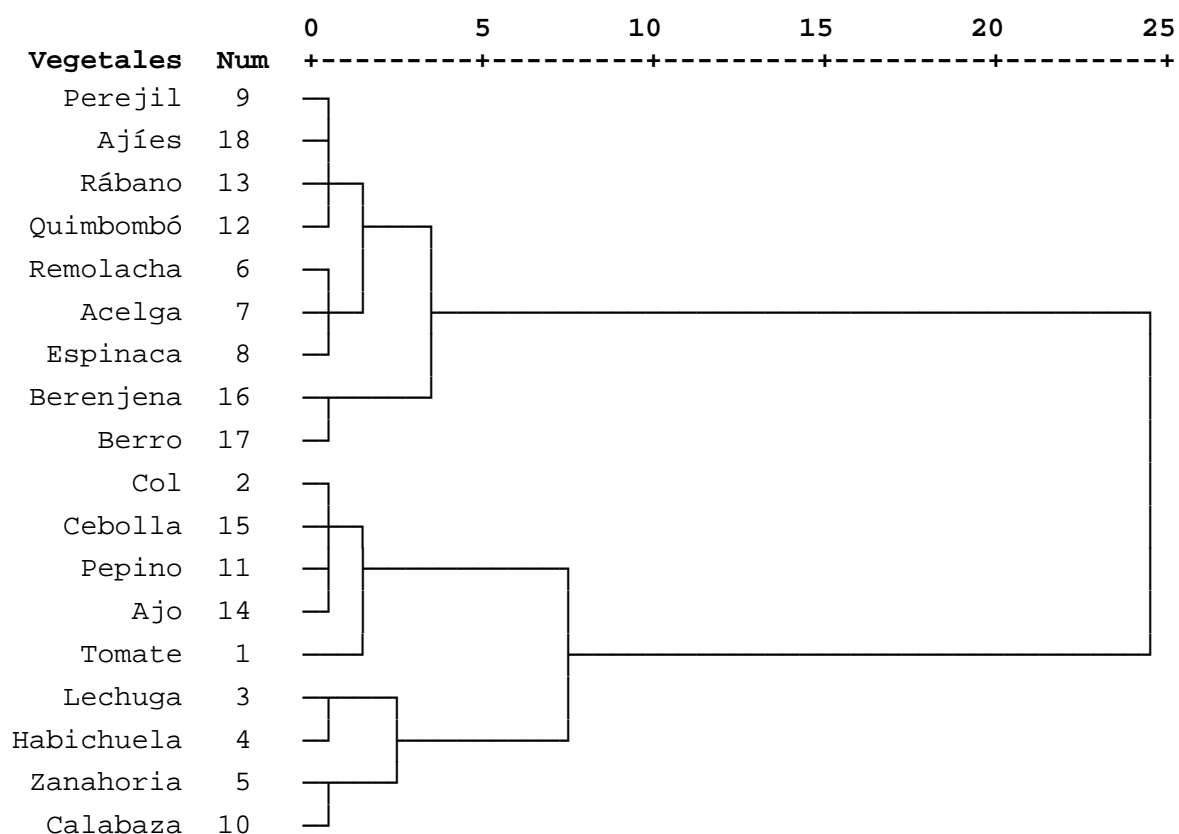 0 5 10 15 20 25
Vegetales Num +---------+---------+---------+---------+---------+
Perejil 9
Ajíes 18
Rábano 13
Quimbombó 12
Remolacha 6
Acelga 7
Espinaca 8
Berenjena 16
Berro 17
Col 2
Cebolla 15
Pepino 11
Ajo 14
Tomate 1
Lechuga 3
Habichuela 4
Zanahoria 5
Calabaza 10